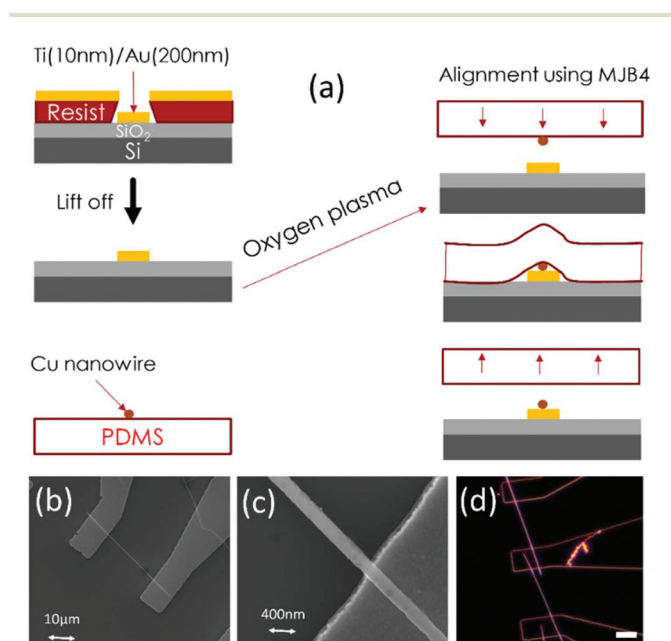 Ti(10nm)/Au(200nm)
(a)
Alignment using MJB4
Resist
SiO₂
Si
Lift off
Oxygen plasma
Cu nanowire
PDMS
(b)
(c)
(d)
10μm
400nm